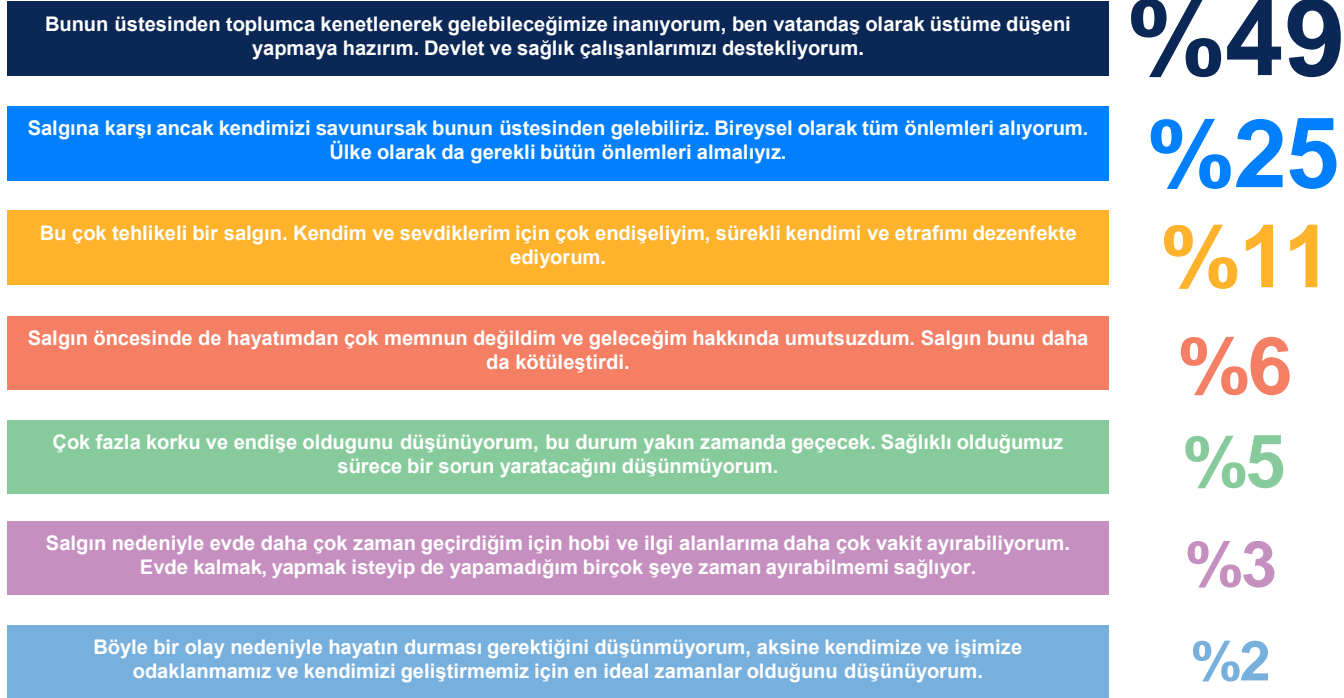 Bunun üstesinden toplumca kenetlenerek gelebileceğimize inanıyorum, ben vatandaş olarak üstüme düşeni
yapmaya hazırım. Devlet ve sağlık çalışanlarımızı destekliyorum.
%49
Salgına karşı ancak kendimizi savunursak bunun üstesinden gelebiliriz. Bireysel olarak tüm önlemleri alıyorum.
Ülke olarak da gerekli bütün önlemleri almalıyız.
%25
Bu çok tehlikeli bir salgın. Kendim ve sevdiklerim için çok endişeliyim, sürekli kendimi ve etrafımı dezenfekte
ediyorum.
%11
Salgın öncesinde de hayatımdan çok memnun değildim ve geleceğim hakkında umutsuzdum. Salgın bunu daha
da kötüleştirdi.
%6
Çok fazla korku ve endişe oldugunu düşünüyorum, bu durum yakın zamanda geçecek. Sağlıklı olduğumuz
sürece bir sorun yaratacağını düşünmüyorum.
%5
Salgın nedeniyle evde daha çok zaman geçirdiğim için hobi ve ilgi alanlarıma daha çok vakit ayırabiliyorum.
Evde kalmak, yapmak isteyip de yapamadığım birçok şeye zaman ayırabilmemi sağlıyor.
%3
Böyle bir olay nedeniyle hayatın durması gerektiğini düşünmüyorum, aksine kendimize ve işimize
odaklanmamız ve kendimizi geliştirmemiz için en ideal zamanlar olduğunu düşünüyorum.
%2